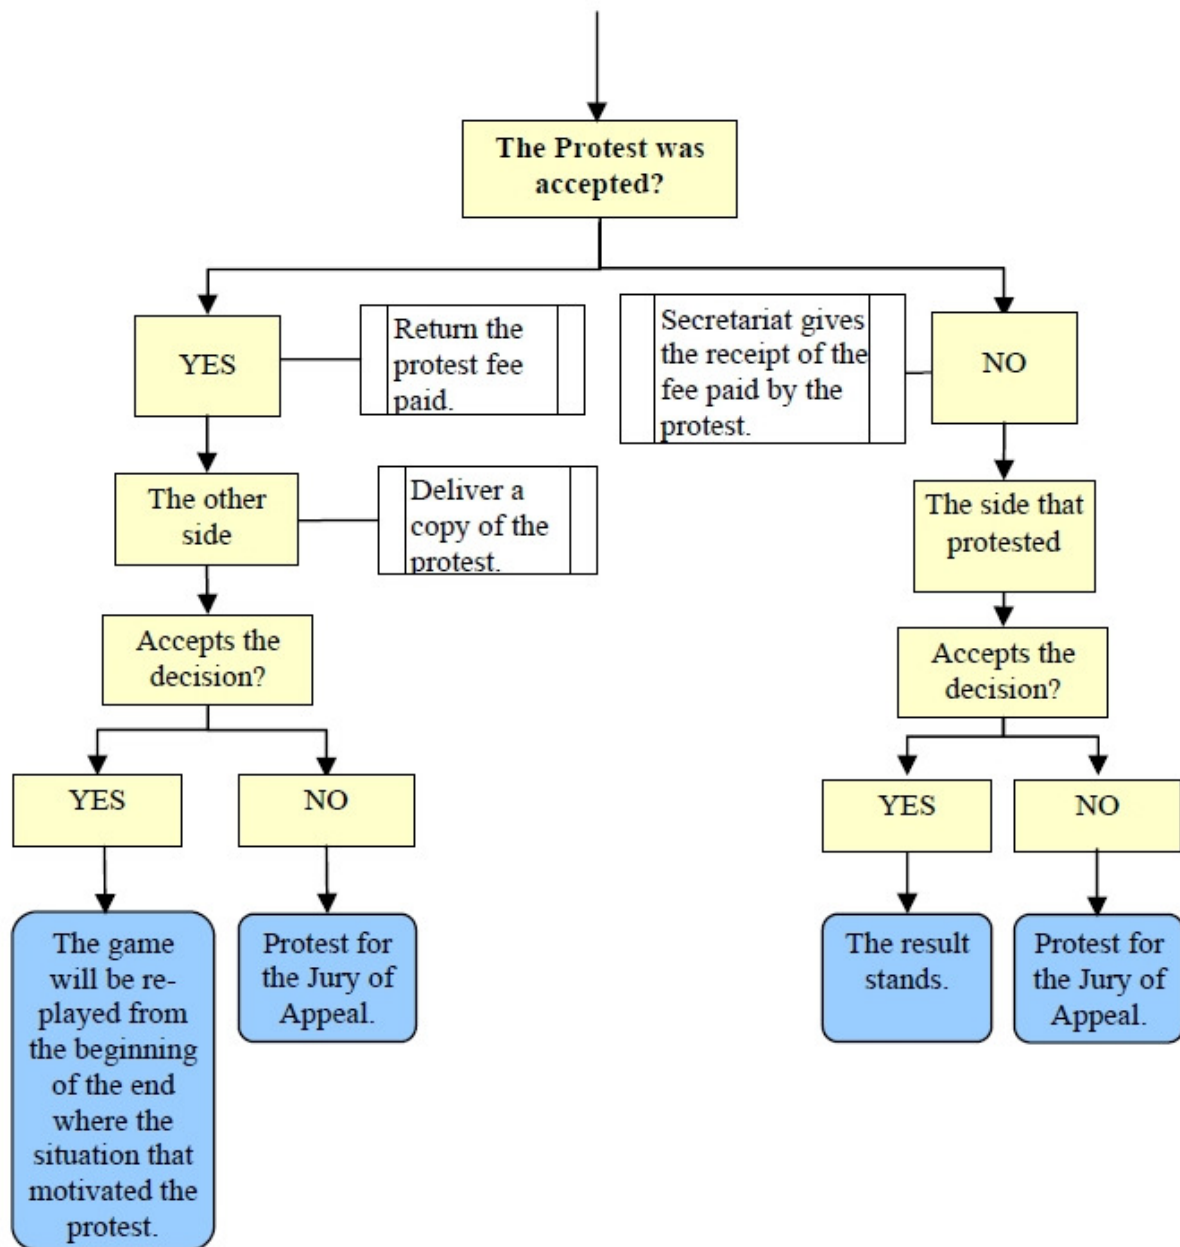 The Protest was
accepted?
YES
Return the
protest fee
paid.
Secretariat gives
the receipt of the
fee paid by the
protest.
NO
The other
side
Deliver a
copy of the
protest.
The side that
protested
Accepts the
decision?
Accepts the
decision?
YES
NO
YES
NO
The game
will be re-
played from
the beginning
of the end
where the
situation that
motivated the
protest.
Protest for
the Jury of
Appeal.
The result
stands.
Protest for
the Jury of
Appeal.